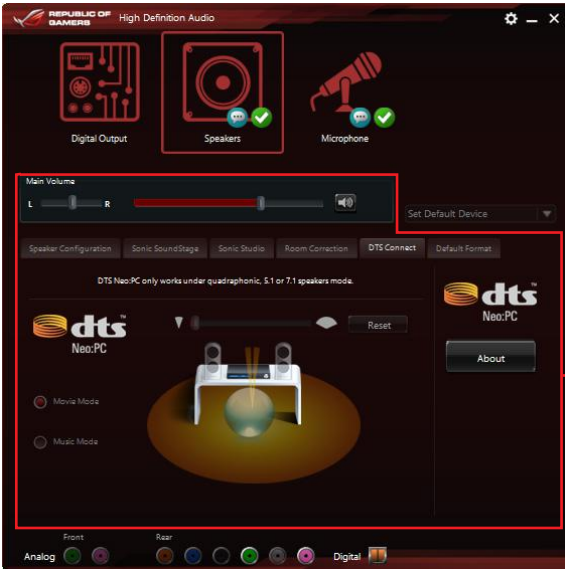 REPUBLIC OF
GAMERS
High Definition Audio
Digital Output
Speakers
Microphone
Main Volume
L R
Set Default Device
Speaker Configuration Sonic SoundStage Sonic Studio Room Correction DTS Connect Default Format
DTS Neo:PC only works under quadraphonic, 5.1 or 7.1 speakers mode.
dts
Neo:PC
Reset
dts
Neo:PC
About
Movie Mode
Music Mode
Front Rear
Analog Digital